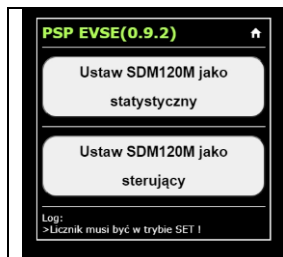 PSP EVSE(0.9.2)
Ustaw SDM120M jako
statystyczny
Ustaw SDM120M jako
sterujący
Log:
>Licznik musi być w trybie SET !